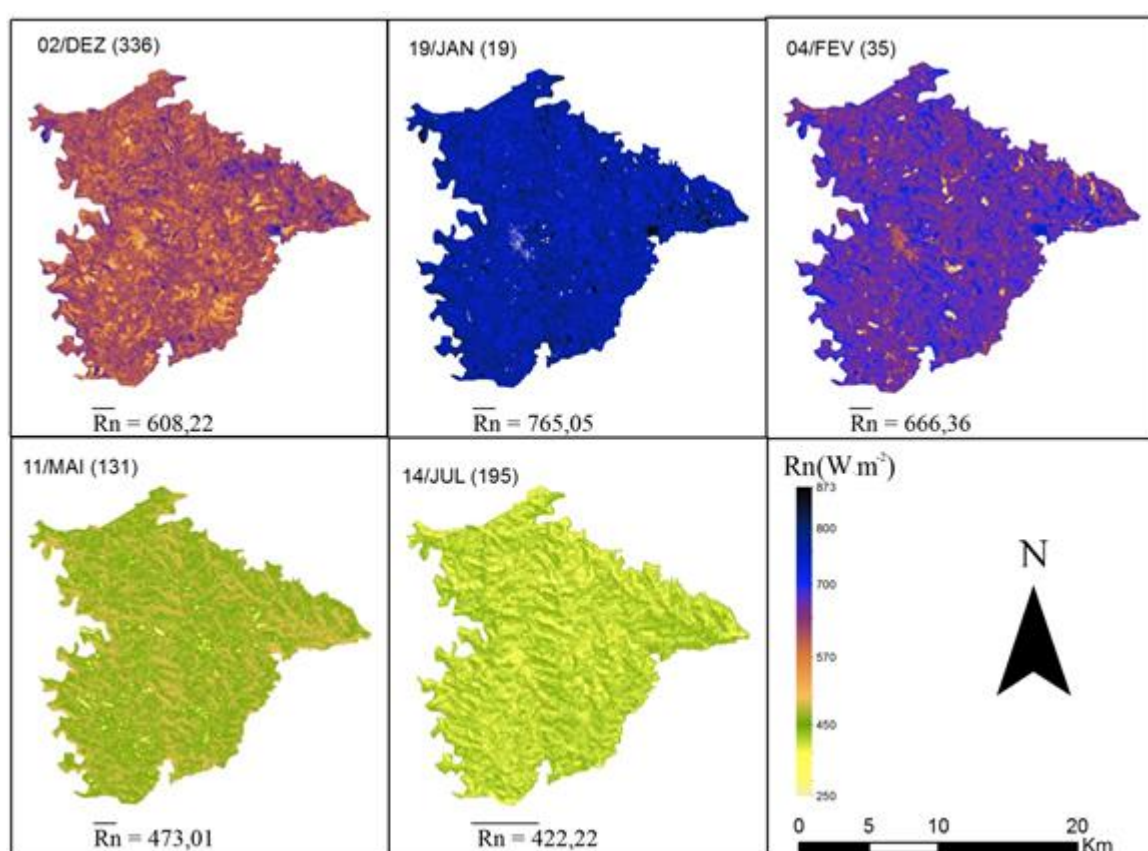 02/DEZ (336)
19/JAN (19)
04/FEV (35)
Rn = 608,22
Rn = 765,05
Rn = 666,36
11/MAI (131)
14/JUL (195)
Rn = 473,01
Rn = 422,22
Rn(W.m⁻²)
873
800
700
570
450
250
N
0 5 10 20
Km